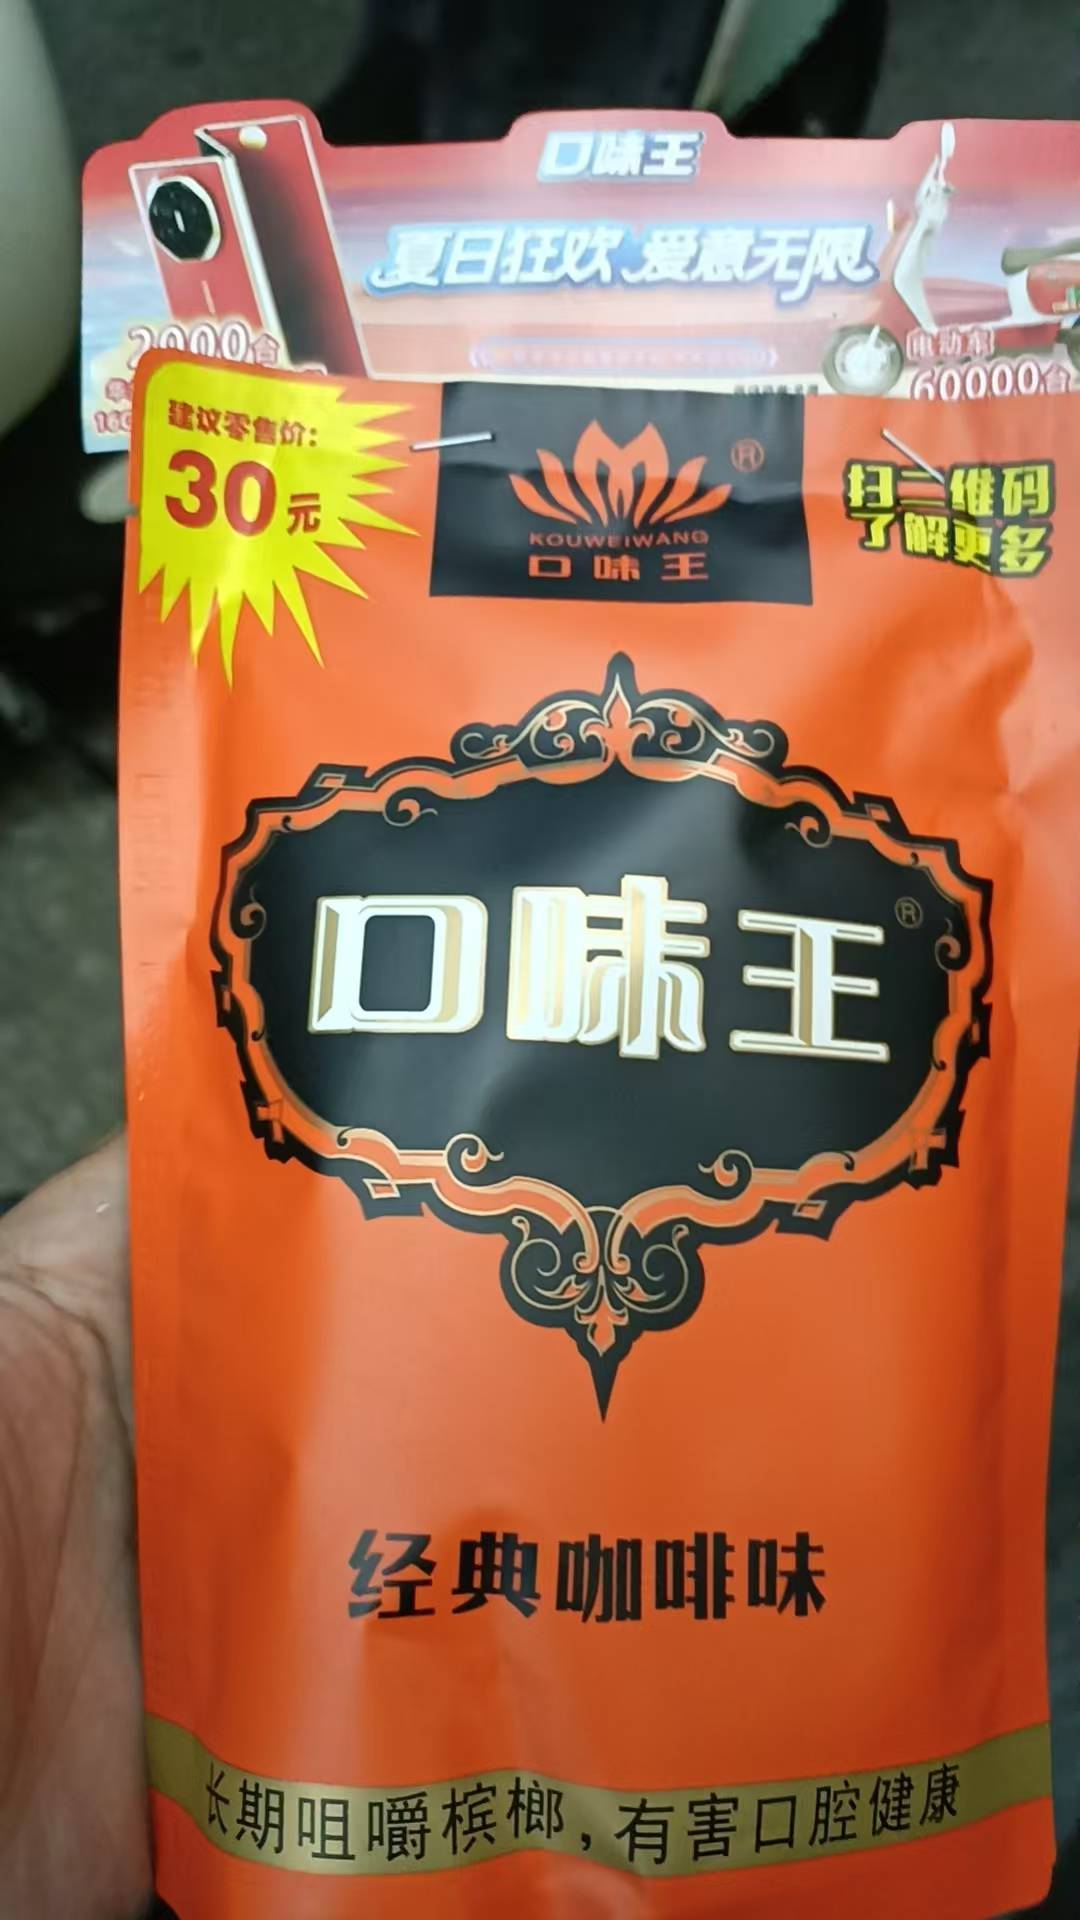 口味王
夏日狂欢 爱意无限
2000台
电动车
60000台
建议零售价:
30元
KOUWEIWANG
口味王
扫二维码
了解更多
口味王
经典咖啡味
长期咀嚼槟榔,有害口腔健康